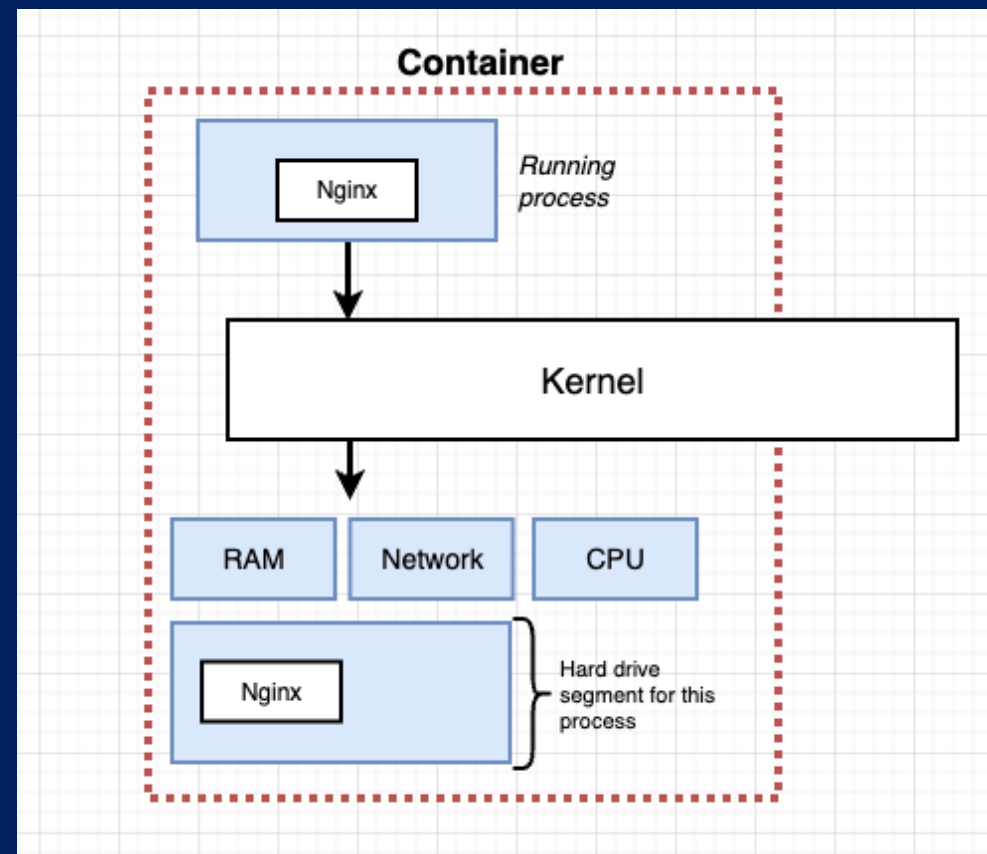 Container
Nginx
Running
process
Kernel
RAM
Network
CPU
Nginx
Hard drive
segment for this
process